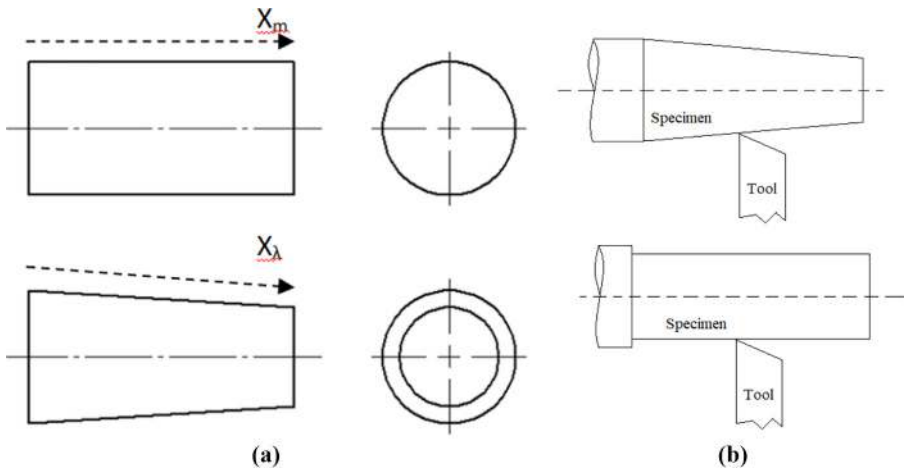 Xm
Specimen
Tool
Xλ
Specimen
Tool
(a)
(b)